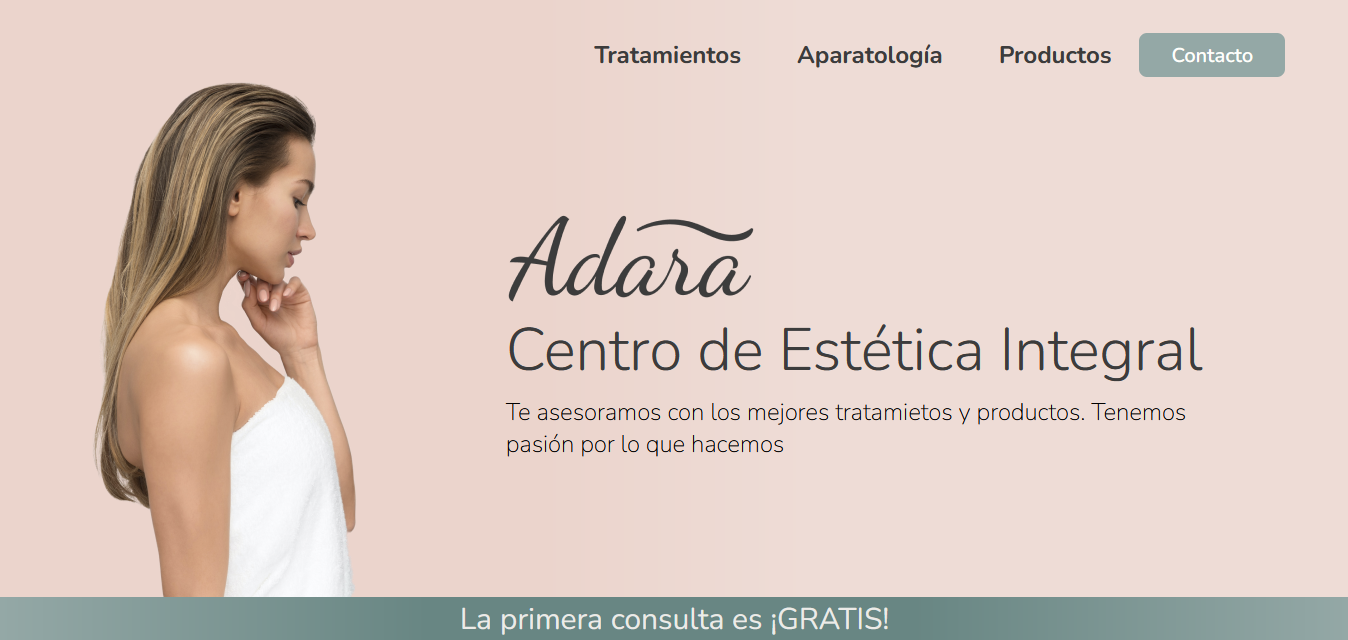 Tratamientos Aparatología Productos Contacto
Adara
Centro de Estética Integral
Te asesoramos con los mejores tratamietos y productos. Tenemos
pasión por lo que hacemos
La primera consulta es ¡GRATIS!